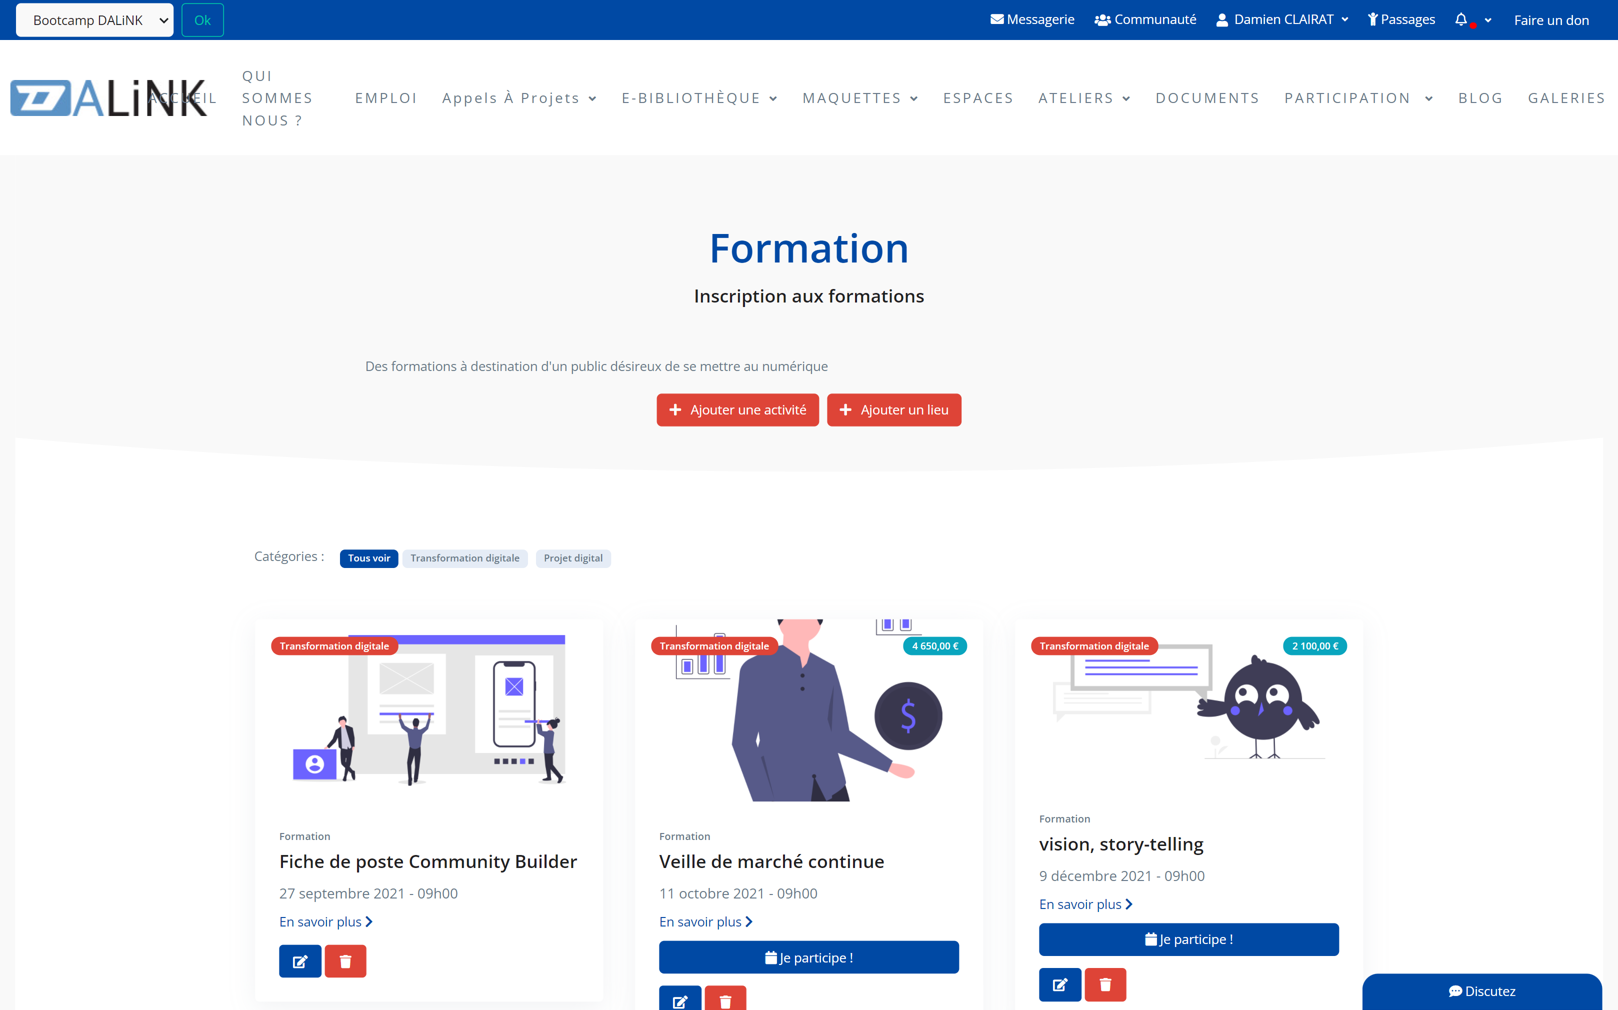 Bootcamp DALiNK
Ok
Messagerie
Communauté
Damien CLAIRAT
Passages
Faire un don
DALiNK
ACCUEIL
QUI
SOMMES
NOUS ?
EMPLOI
Appels À Projets
E-BIBLIOTHÈQUE
MAQUETTES
ESPACES
ATELIERS
DOCUMENTS
PARTICIPATION
BLOG
GALERIES
Formation
Inscription aux formations
Des formations à destination d'un public désireux de se mettre au numérique
Ajouter une activité
Ajouter un lieu
Catégories :
Tous voir
Transformation digitale
Projet digital
Transformation digitale
Formation
Fiche de poste Community Builder
27 septembre 2021 - 09h00
En savoir plus
Transformation digitale
4 650,00 €
$
Formation
Veille de marché continue
11 octobre 2021 - 09h00
En savoir plus
Je participe !
Transformation digitale
2 100,00 €
Formation
vision, story-telling
9 décembre 2021 - 09h00
En savoir plus
Je participe !
Discutez